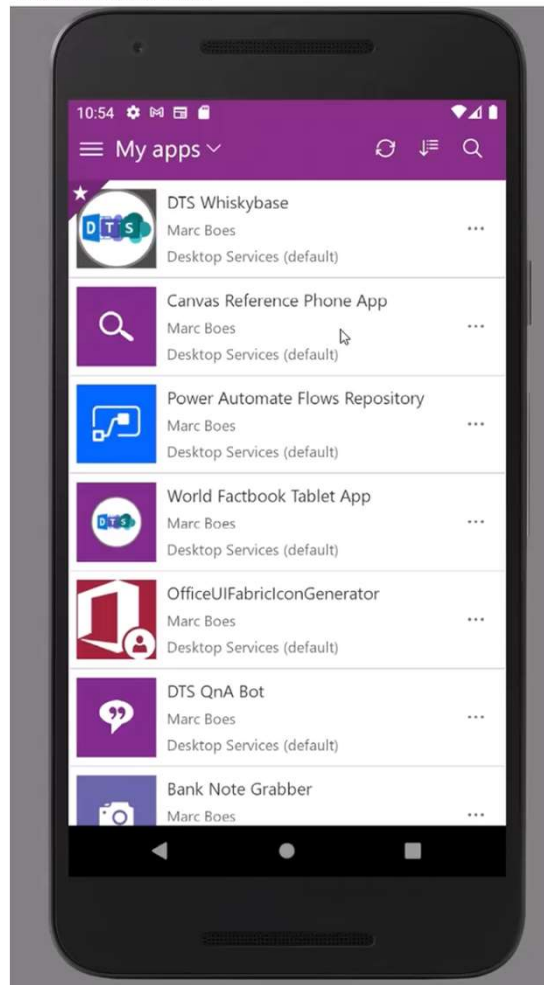 10:54
My apps
DTS Whiskybase
Marc Boes
Desktop Services (default)
DTS
Canvas Reference Phone App
Marc Boes
Desktop Services (default)
Power Automate Flows Repository
Marc Boes
Desktop Services (default)
World Factbook Tablet App
Marc Boes
Desktop Services (default)
DTS
OfficeUIFabricIconGenerator
Marc Boes
Desktop Services (default)
DTS QnA Bot
Marc Boes
Desktop Services (default)
Bank Note Grabber
Marc Boes